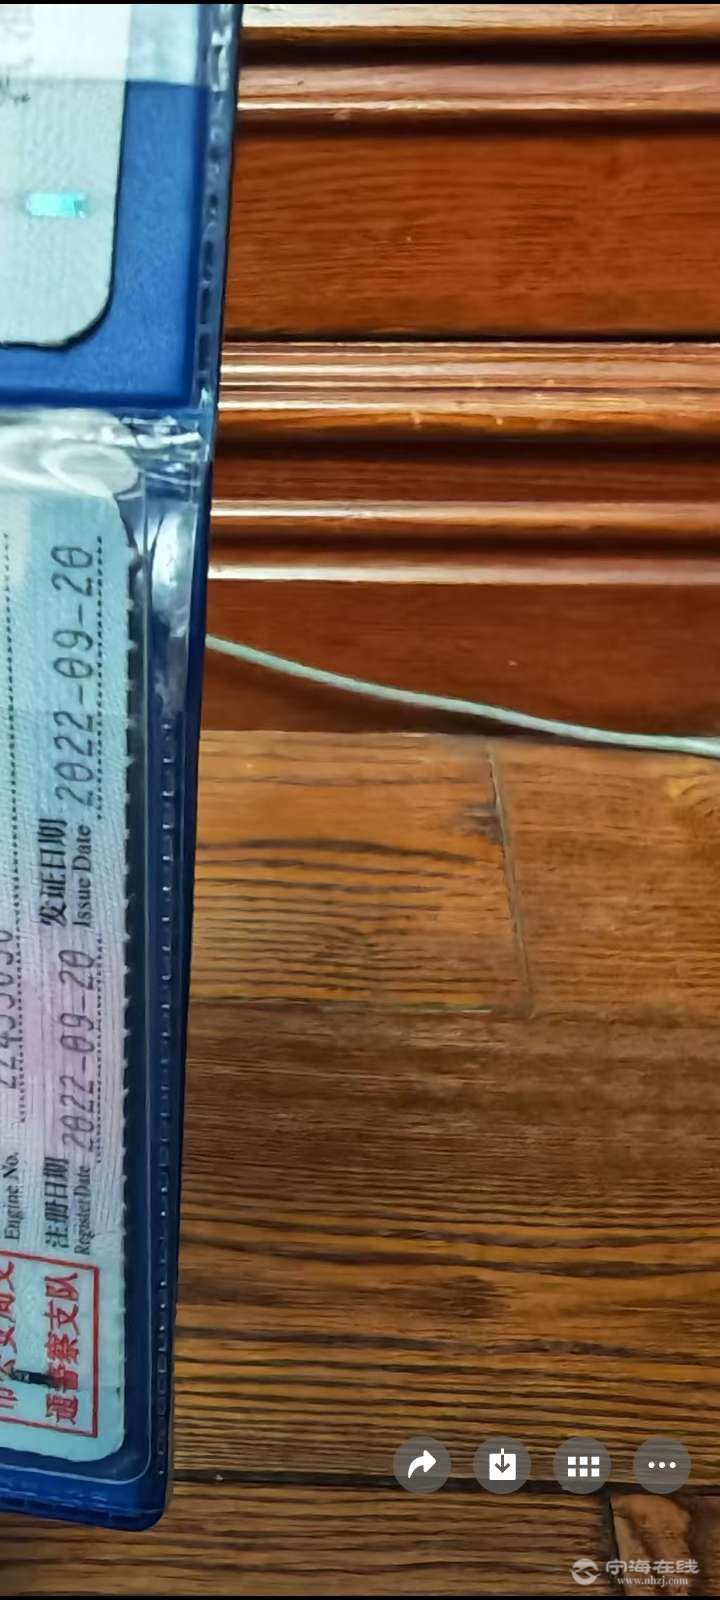 Engine No.
注册日期 2022-09-20 发证日期 2022-09-20
Register Date Issue Date
通警察支队
宁海在线
www.nhzj.com